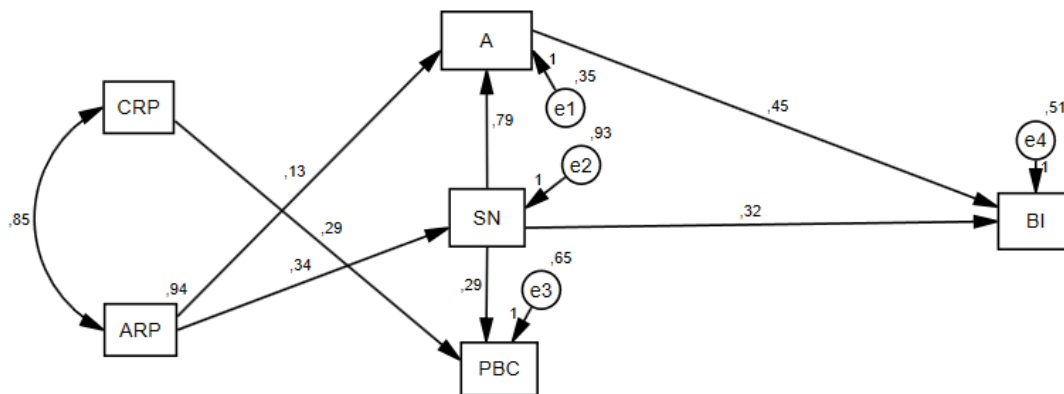 A
1
,35
e1
CRP
,79
,45
,51
e4
1
,93
e2
1
,13
SN
,32
BI
,85
,29
,34
,94
,29
,65
e3
1
ARP
PBC